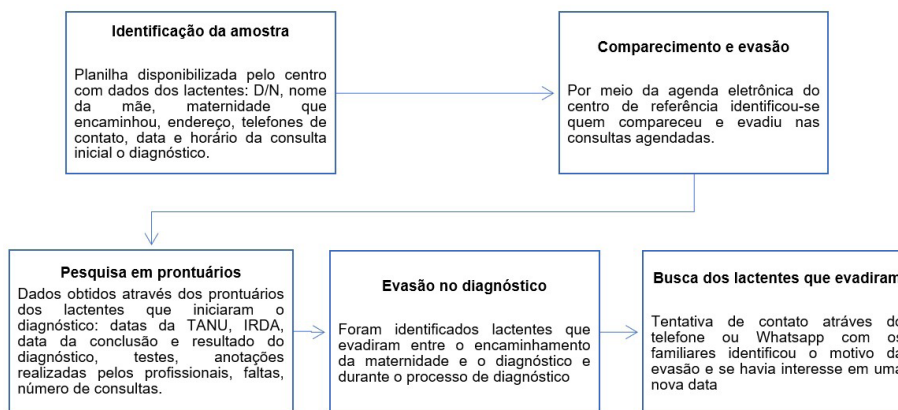 Identificação da amostra
Planilha disponibilizada pelo centro
com dados dos lactentes: D/N, nome
da mãe, maternidade que
encaminhou, endereço, telefones de
contato, data e horário da consulta
inicial o diagnóstico.
Comparecimento e evasão
Por meio da agenda eletrônica do
centro de referência identificou-se
quem compareceu e evadiu nas
consultas agendadas.
Pesquisa em prontuários
Dados obtidos através dos prontuários
dos lactentes que iniciaram o
diagnóstico: datas da TANU, IRDA,
data da conclusão e resultado do
diagnóstico, testes, anotações
realizadas pelos profissionais, faltas,
número de consultas.
Evasão no diagnóstico
Foram identificados lactentes que
evadiram entre o encaminhamento
da maternidade e o diagnóstico e
durante o processo de diagnóstico
Busca dos lactentes que evadiram
Tentativa de contato atráves do
telefone ou Whatsapp com os
familiares identificou o motivo da
evasão e se havia interesse em uma
nova data